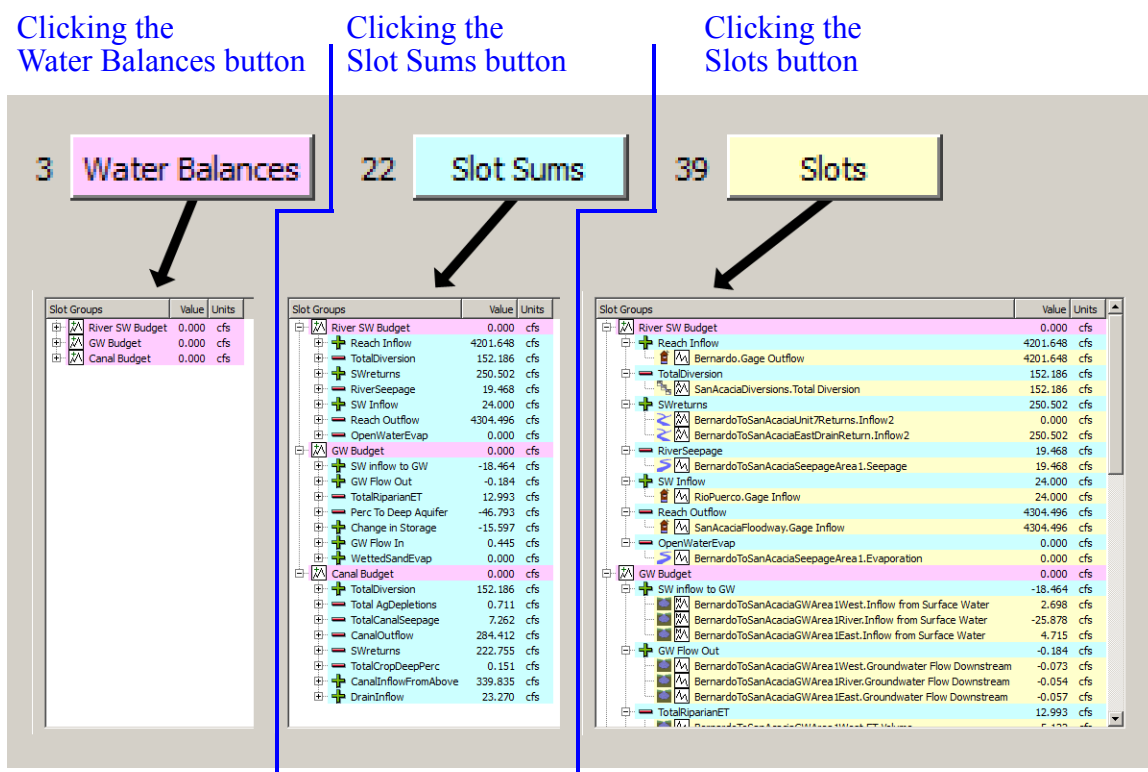 Clicking the
Water Balances button
Clicking the
Slot Sums button
Clicking the
Slots button
3 Water Balances
22 Slot Sums
39 Slots
Slot Groups Value Units
River SW Budget 0.000 cfs
GW Budget 0.000 cfs
Canal Budget 0.000 cfs
Slot Groups Value Units
River SW Budget 0.000 cfs
Reach Inflow 4201.648 cfs
TotalDiversion 152.186 cfs
SWreturns 250.502 cfs
RiverSeepage 19.468 cfs
SW Inflow 24.000 cfs
Reach Outflow 4304.496 cfs
OpenWaterEvap 0.000 cfs
GW Budget 0.000 cfs
SW inflow to GW -18.464 cfs
GW Flow Out -0.184 cfs
TotalRiparianET 12.993 cfs
Perc To Deep Aquifer -46.793 cfs
Change in Storage -15.597 cfs
GW Flow In 0.445 cfs
WettedSandEvap 0.000 cfs
Canal Budget 0.000 cfs
TotalDiversion 152.186 cfs
Total AgDepletions 0.711 cfs
TotalCanalSeepage 7.262 cfs
CanalOutflow 284.412 cfs
SWreturns 222.755 cfs
TotalCropDeepPerc 0.151 cfs
CanalInflowFromAbove 339.835 cfs
DrainInflow 23.270 cfs
Slot Groups Value Units
River SW Budget 0.000 cfs
Reach Inflow 4201.648 cfs
Bernardo.Gage Outflow 4201.648 cfs
TotalDiversion 152.186 cfs
SanAcaciaDiversions.Total Diversion 152.186 cfs
SWreturns 250.502 cfs
BernardoToSanAcaciaUnit7Returns.Inflow2 0.000 cfs
BernardoToSanAcaciaEastDrainReturn.Inflow2 250.502 cfs
RiverSeepage 19.468 cfs
BernardoToSanAcaciaSeepageArea1.Seepage 19.468 cfs
SW Inflow 24.000 cfs
RioPuerco.Gage Inflow 24.000 cfs
Reach Outflow 4304.496 cfs
SanAcaciaFloodway.Gage Inflow 4304.496 cfs
OpenWaterEvap 0.000 cfs
BernardoToSanAcaciaSeepageArea1.Evaporation 0.000 cfs
GW Budget 0.000 cfs
SW inflow to GW -18.464 cfs
BernardoToSanAcaciaGWArea1West.Inflow from Surface Water 2.698 cfs
BernardoToSanAcaciaGWArea1River.Inflow from Surface Water -25.878 cfs
BernardoToSanAcaciaGWArea1East.Inflow from Surface Water 4.715 cfs
GW Flow Out -0.184 cfs
BernardoToSanAcaciaGWArea1West.Groundwater Flow Downstream -0.073 cfs
BernardoToSanAcaciaGWArea1River.Groundwater Flow Downstream -0.054 cfs
BernardoToSanAcaciaGWArea1East.Groundwater Flow Downstream -0.057 cfs
TotalRiparianET 12.993 cfs